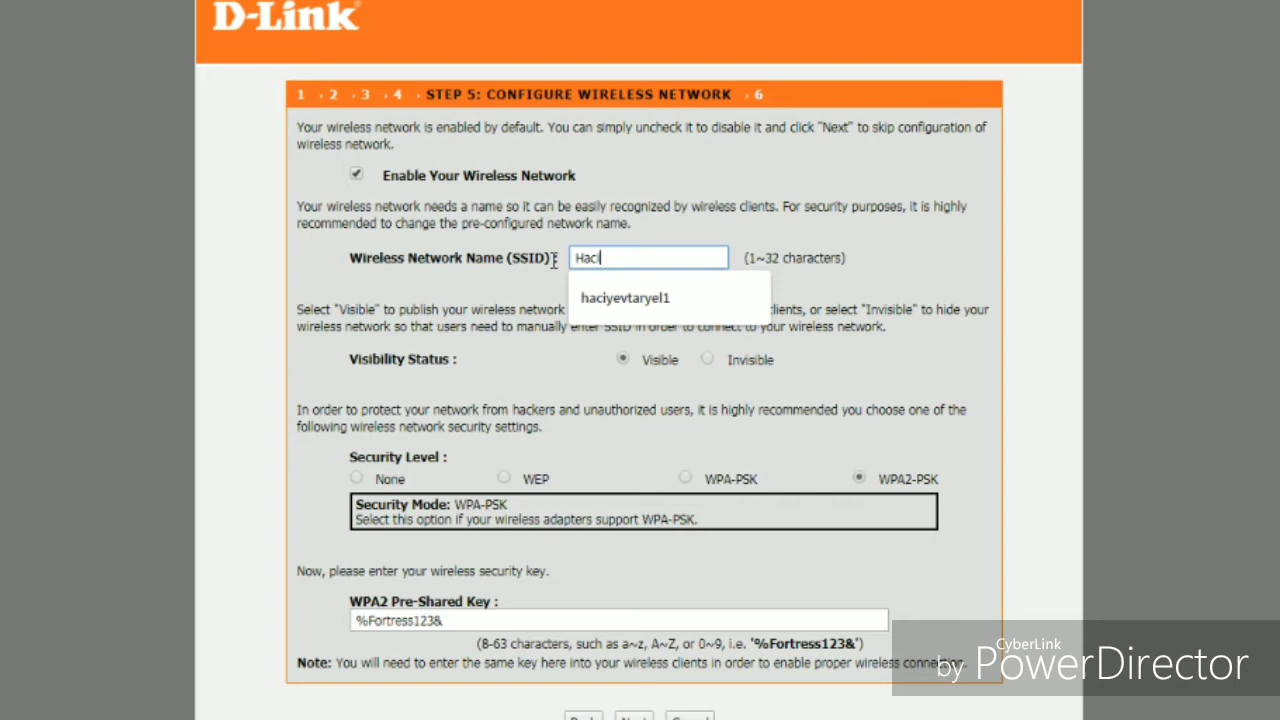 D-Link
1 2 3 4 STEP 5: CONFIGURE WIRELESS NETWORK 6
Your wireless network is enabled by default. You can simply uncheck it to disable it and click "Next" to skip configuration of
wireless network.
Enable Your Wireless Network
Your wireless network needs a name so it can be easily recognized by wireless clients. For security purposes, it is highly
recommended to change the pre-configured network name.
Wireless Network Name (SSID) : Haci (1~32 characters)
haciyevtaryel1
Select "Visible" to publish your wireless network clients, or select "Invisible" to hide your
wireless network so that users need to manually enter SSID in order to connect to your wireless network.
Visibility Status : Visible Invisible
In order to protect your network from hackers and unauthorized users, it is highly recommended you choose one of the
following wireless network security settings.
Security Level :
None WEP WPA-PSK WPA2-PSK
Security Mode: WPA-PSK
Select this option if your wireless adapters support WPA-PSK.
Now, please enter your wireless security key.
WPA2 Pre-Shared Key :
%Fortress123&
(8-63 characters, such as a~z, A~Z, or 0~9, i.e. '%Fortress123&')
Note: You will need to enter the same key here into your wireless clients in order to enable proper wireless connection.
CyberLink
by PowerDirector